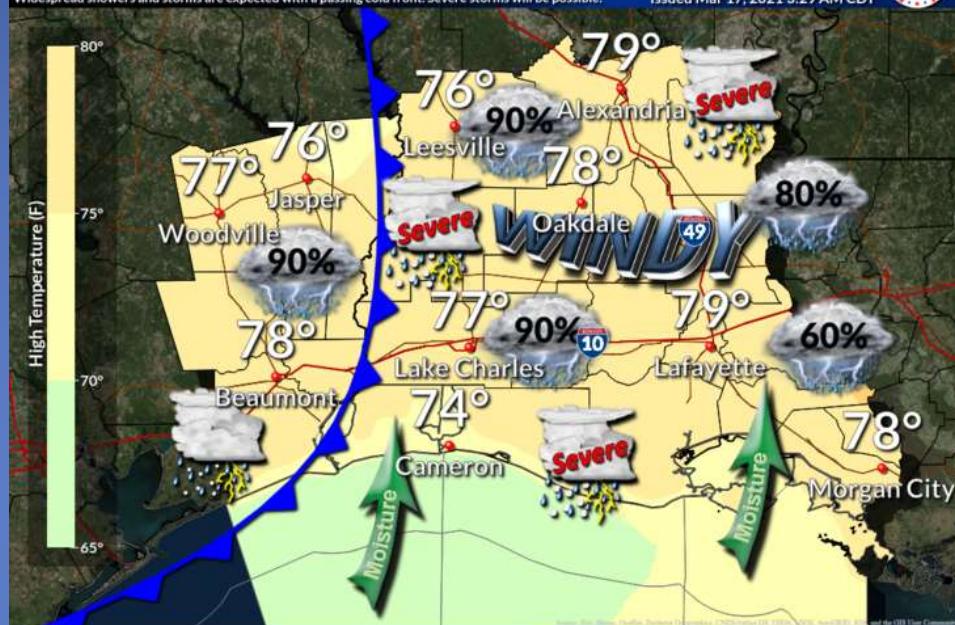 Widespread showers and storms are expected with a passing cold front. Severe storms will be possible.
Issued Mar 17, 2021 3:29 AM CDT
80°
75°
70°
65°
High Temperature (F)
79°
Alexandria
Severe
76°
Leesville
90%
76°
Jasper
77°
Woodville
78°
Oakdale
80%
Severe
WINDY
49
90%
77°
Lake Charles
90%
10
79°
Lafayette
60%
78°
Beaumont
74°
Cameron
Severe
78°
Morgan City
Moisture
Moisture